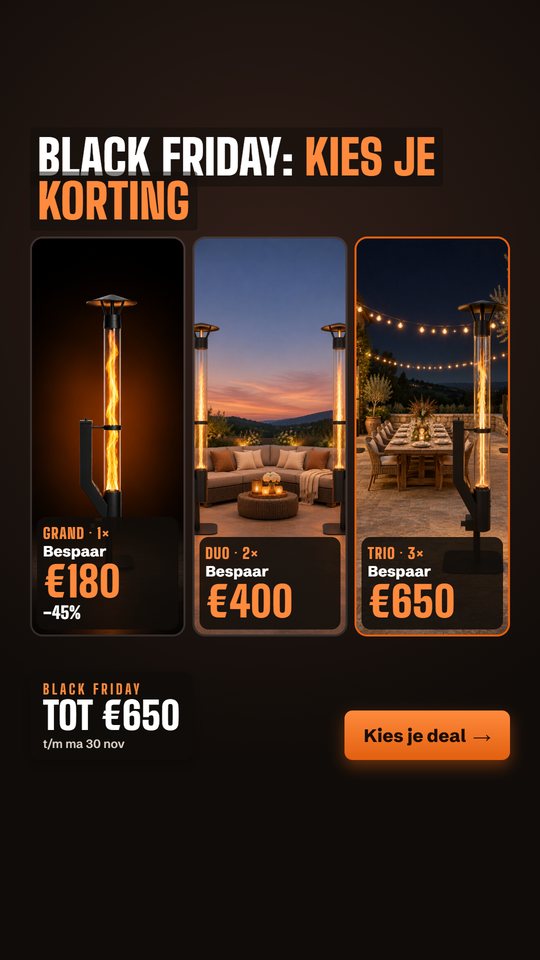 BLACK FRIDAY: KIES JE
KORTING
GRAND · 1×
Bespaar
€180
−45%
DUO · 2×
Bespaar
€400
TRIO · 3×
Bespaar
€650
BLACK FRIDAY
TOT €650
t/m ma 30 nov
Kies je deal →